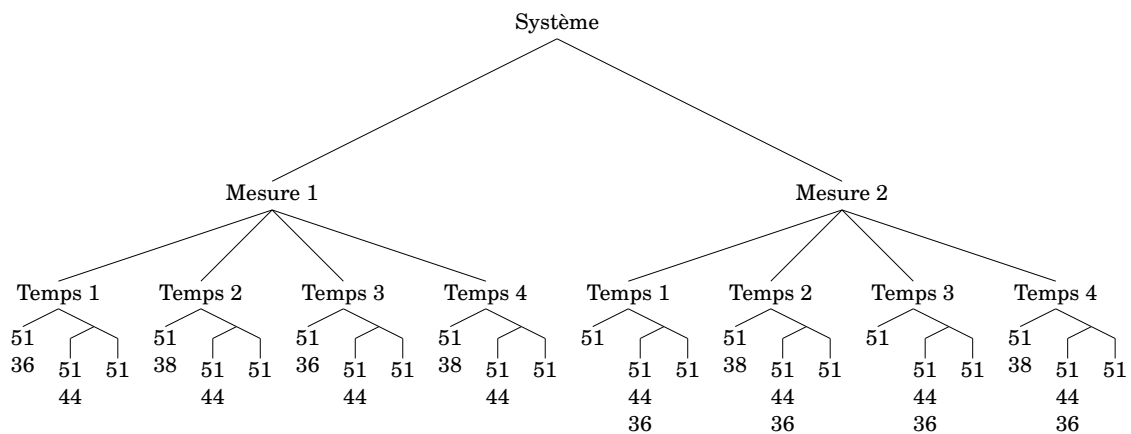 Système
Mesure 1 Mesure 2
Temps 1 Temps 2 Temps 3 Temps 4 Temps 1 Temps 2 Temps 3 Temps 4
51 51 51 51 51 51 51 51
36 38 36 38 38 38
51 51 51 51 51 51 51 51 51 51 51 51 51 51 51 51
44 44 44 44 44 44 44 44
36 36 36 36